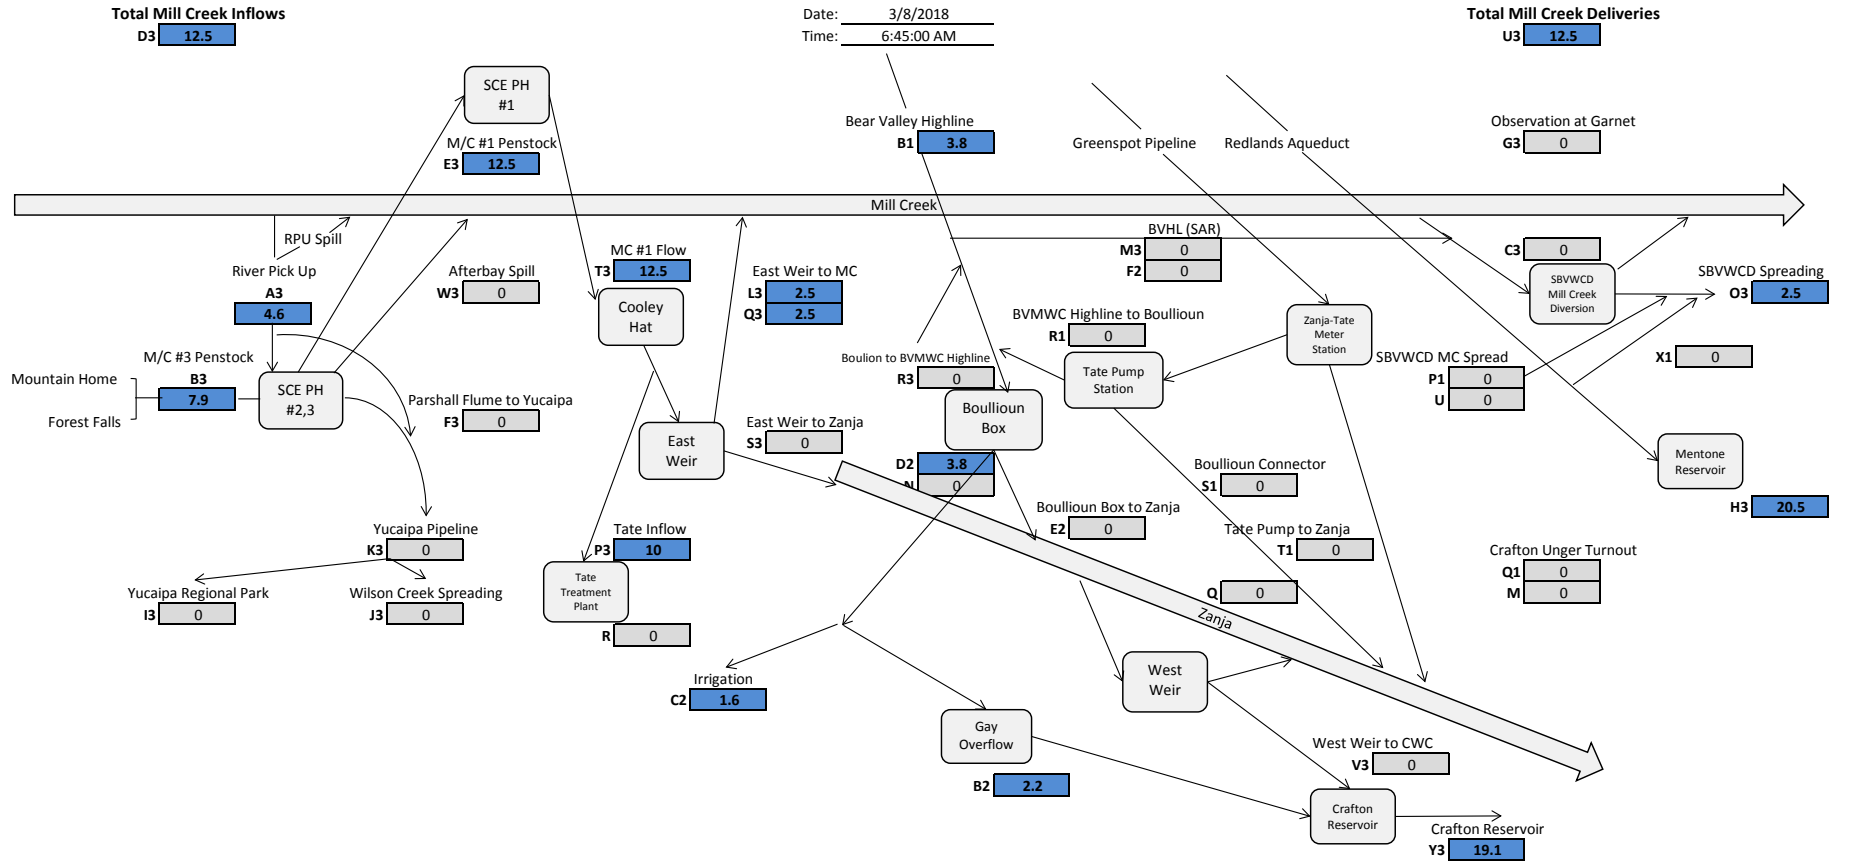 Total Mill Creek Inflows
D3 12.5
Date: 3/8/2018
Time: 6:45:00 AM
Total Mill Creek Deliveries
U3 12.5
SCE PH
#1
M/C #1 Penstock
E3 12.5
Bear Valley Highline
B1 3.8
Greenspot Pipeline
Redlands Aqueduct
Observation at Garnet
G3 0
Mill Creek
RPU Spill
River Pick Up
A3
4.6
Afterbay Spill
W3 0
MC #1 Flow
T3 12.5
Cooley
Hat
East Weir to MC
L3 2.5
Q3 2.5
BVHL (SAR)
M3 0
F2 0
C3 0
SBVWCD
Mill Creek
Diversion
SBVWCD Spreading
O3 2.5
M/C #3 Penstock
B3
7.9
Mountain Home
Forest Falls
SCE PH
#2,3
Parshall Flume to Yucaipa
F3 0
BVMWC Highline to Boullioun
R1 0
Boulion to BVMWC Highline
R3 0
Tate Pump
Station
Zanja-Tate
Meter
Station
SBVWCD MC Spread
P1 0
U 0
X1 0
East
Weir
East Weir to Zanja
S3 0
Boullioun
Box
D2 3.8
N 0
Boullioun Connector
S1 0
Mentone
Reservoir
H3 20.5
Yucaipa Pipeline
K3 0
Tate Inflow
P3 10
Boullioun Box to Zanja
E2 0
Tate Pump to Zanja
T1 0
Crafton Unger Turnout
Q1 0
M 0
Yucaipa Regional Park
I3 0
Wilson Creek Spreading
J3 0
Tate
Treatment
Plant
R 0
Q 0
Zanja
Irrigation
C2 1.6
West
Weir
Gay
Overflow
B2 2.2
West Weir to CWC
V3 0
Crafton
Reservoir
Crafton Reservoir
Y3 19.1